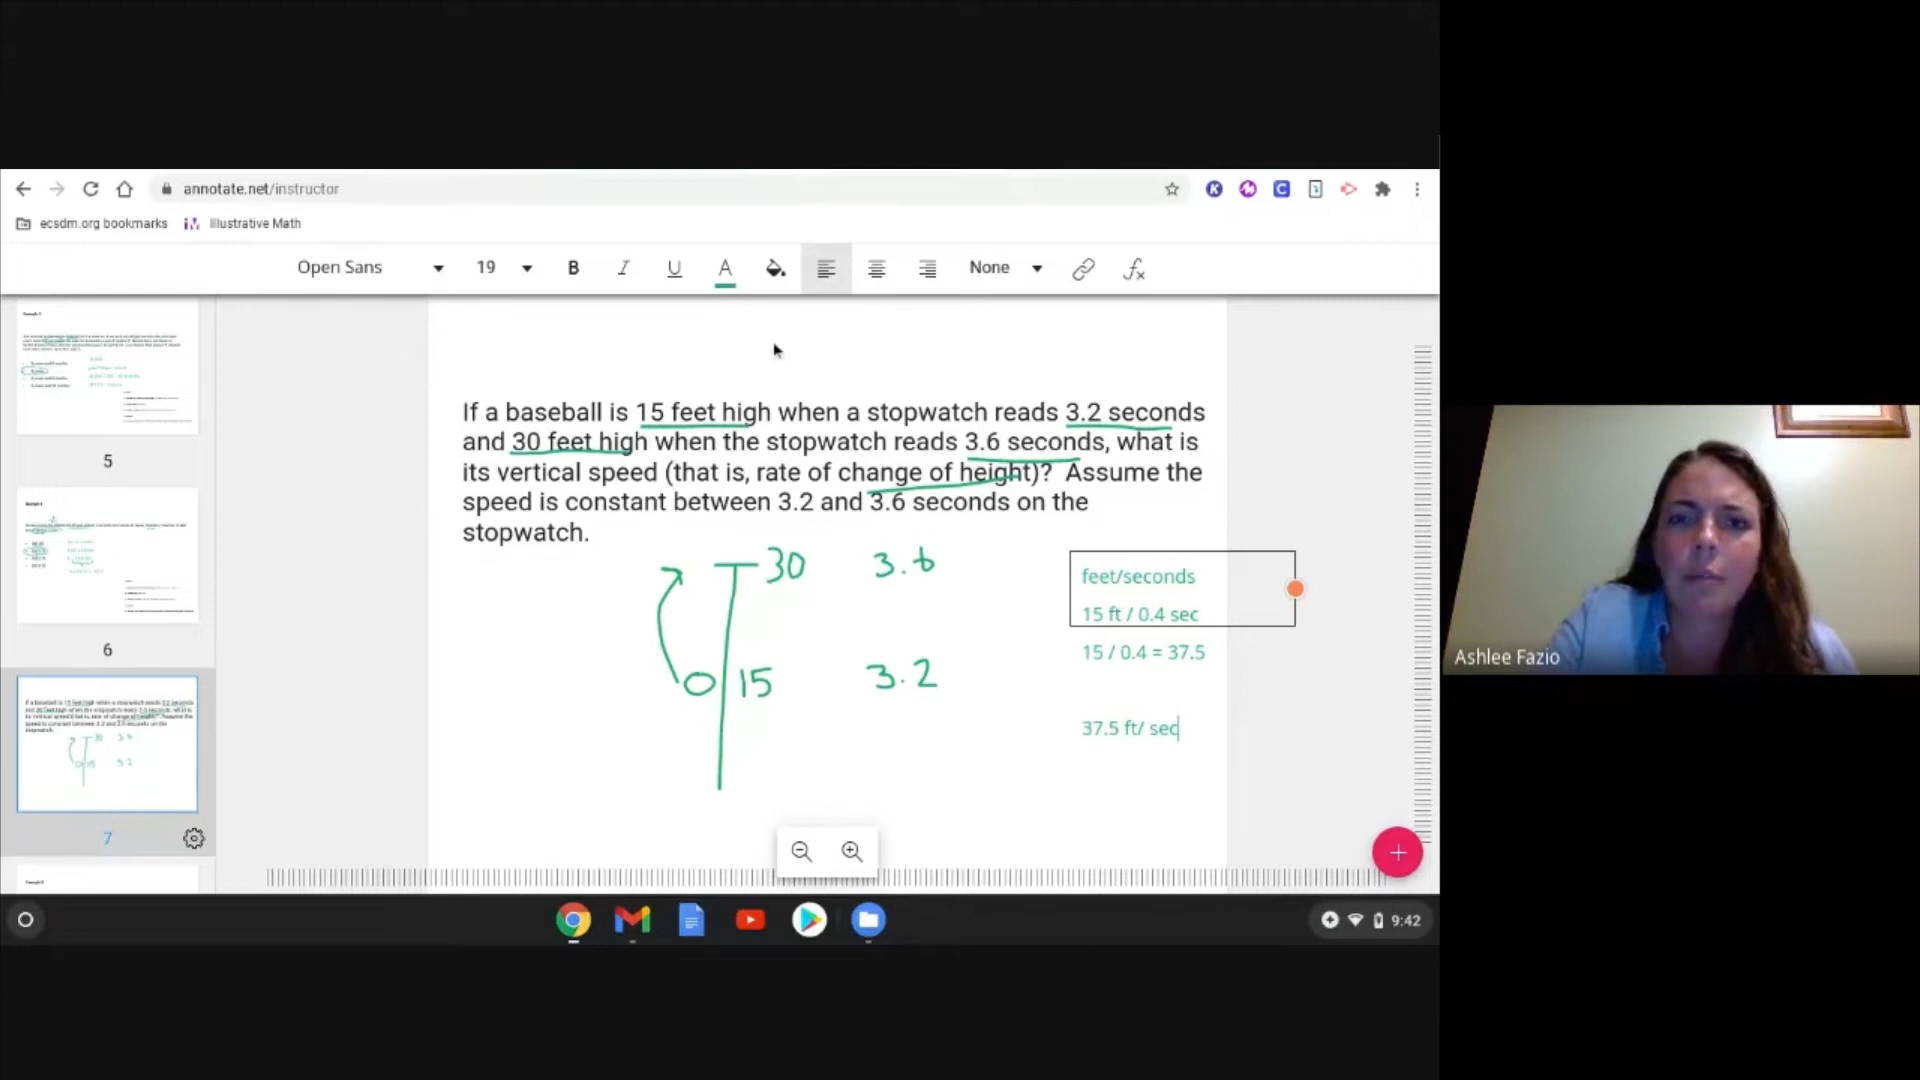 annotate.net/instructor
ecsdm.org bookmarks
Illustrative Math
Open Sans
19
B
I
U
A
None
fx
5
6
7
If a baseball is 15 feet high when a stopwatch reads 3.2 seconds
and 30 feet high when the stopwatch reads 3.6 seconds, what is
its vertical speed (that is, rate of change of height)? Assume the
speed is constant between 3.2 and 3.6 seconds on the
stopwatch.
30 3.6
15 3.2
feet/seconds
15 ft / 0.4 sec
15 / 0.4 = 37.5
37.5 ft/ sec
Ashlee Fazio
9:42